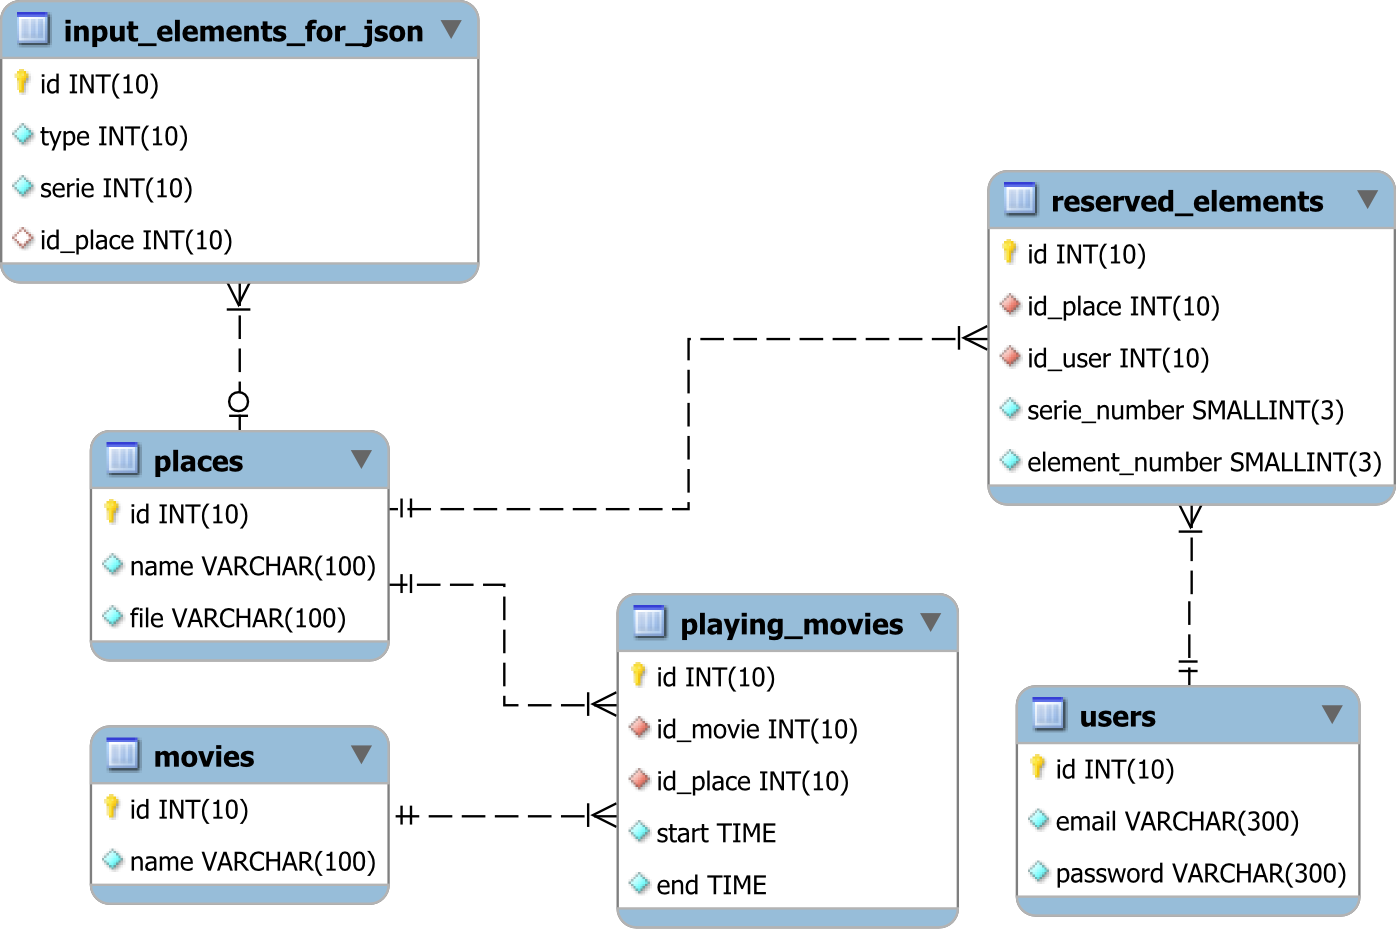 input_elements_for_json
id INT(10)
type INT(10)
serie INT(10)
id_place INT(10)
reserved_elements
id INT(10)
id_place INT(10)
id_user INT(10)
serie_number SMALLINT(3)
element_number SMALLINT(3)
places
id INT(10)
name VARCHAR(100)
file VARCHAR(100)
playing_movies
id INT(10)
id_movie INT(10)
id_place INT(10)
start TIME
end TIME
movies
id INT(10)
name VARCHAR(100)
users
id INT(10)
email VARCHAR(300)
password VARCHAR(300)